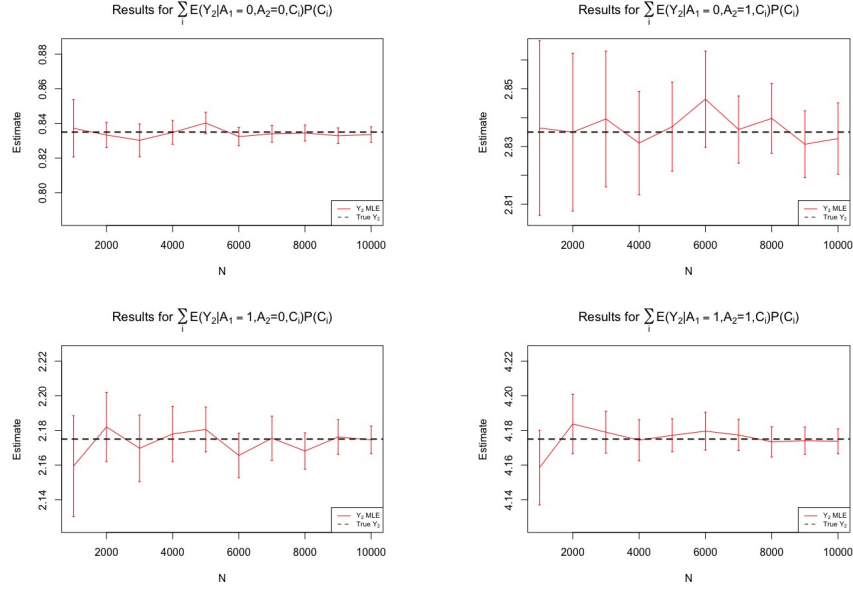 Results for ∑ᵢ E(Y₂|A₁ = 0,A₂=0,Cᵢ)P(Cᵢ)
Estimate
0.88
0.86
0.84
0.82
0.80
Y₂ MLE
True Y₂
2000 4000 6000 8000 10000
N
Results for ∑ᵢ E(Y₂|A₁ = 0,A₂=1,Cᵢ)P(Cᵢ)
Estimate
2.85
2.83
2.81
Y₂ MLE
True Y₂
2000 4000 6000 8000 10000
N
Results for ∑ᵢ E(Y₂|A₁ = 1,A₂=0,Cᵢ)P(Cᵢ)
Estimate
2.22
2.20
2.18
2.16
2.14
Y₂ MLE
True Y₂
2000 4000 6000 8000 10000
N
Results for ∑ᵢ E(Y₂|A₁ = 1,A₂=1,Cᵢ)P(Cᵢ)
Estimate
4.22
4.20
4.18
4.16
4.14
Y₂ MLE
True Y₂
2000 4000 6000 8000 10000
N